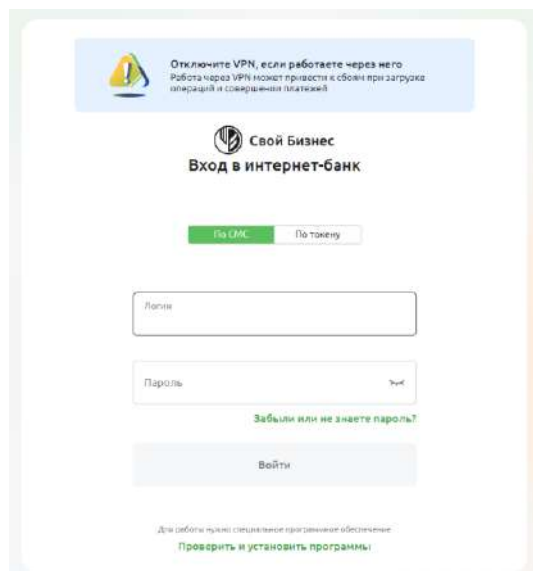 Отключите VPN, если работаете через него
Работа через VPN может привести к сбоям при загрузке
операций и совершении платежей
Свой Бизнес
Вход в интернет-банк
По СМС
По токену
Логин
Пароль
Забыли или не знаете пароль?
Войти
Для работы нужно специальное программное обеспечение
Проверить и установить программы